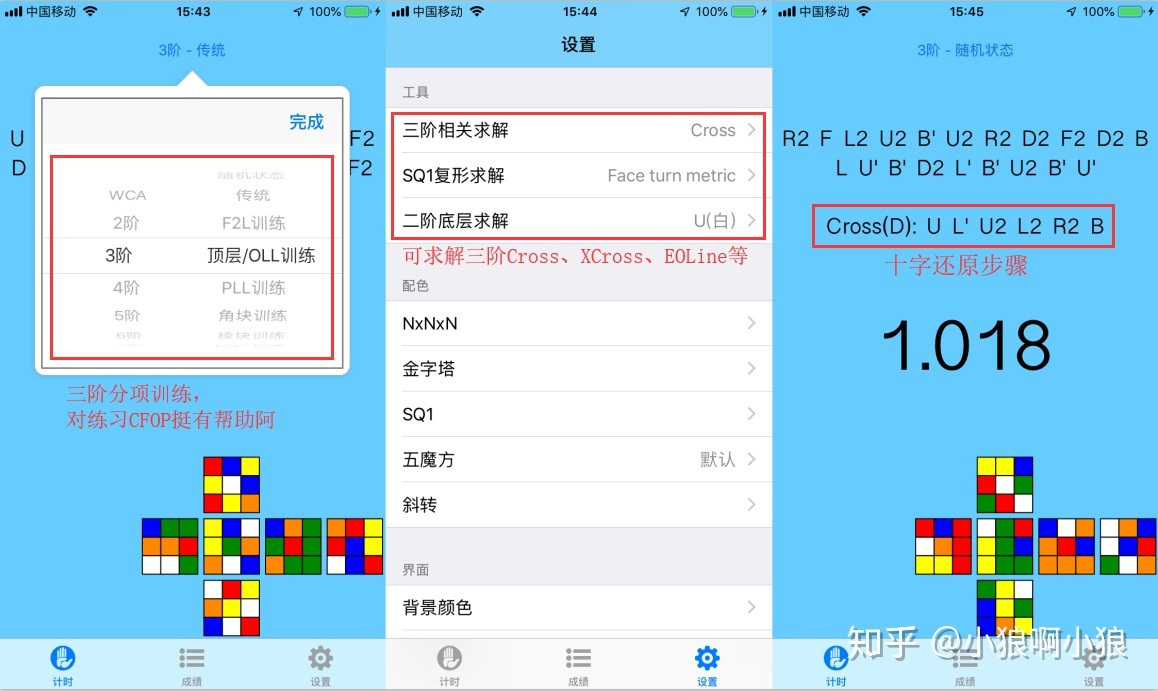 中国移动
15:43
100%
3阶 - 传统
完成
U
F2
D
F2
随机状态
WCA
传统
2阶
F2L训练
3阶
顶层/OLL训练
4阶
PLL训练
5阶
角块训练
6阶
棱块训练
三阶分项训练，
对练习CFOP挺有帮助阿
计时
成绩
设置
中国移动
15:44
100%
设置
工具
三阶相关求解
Cross
SQ1复形求解
Face turn metric
二阶底层求解
U(白)
可求解三阶Cross、XCross、EOLine等
配色
NxNxN
金字塔
SQ1
五魔方
默认
斜转
界面
背景颜色
计时
成绩
设置
中国移动
15:45
100%
3阶 - 随机状态
R2 F L2 U2 B' U2 R2 D2 F2 D2 B
L U' B' D2 L' B' U2 B' U'
Cross(D): U L' U2 L2 R2 B
十字还原步骤
1.018
知乎 @小狼啊小狼
计时
成绩
设置